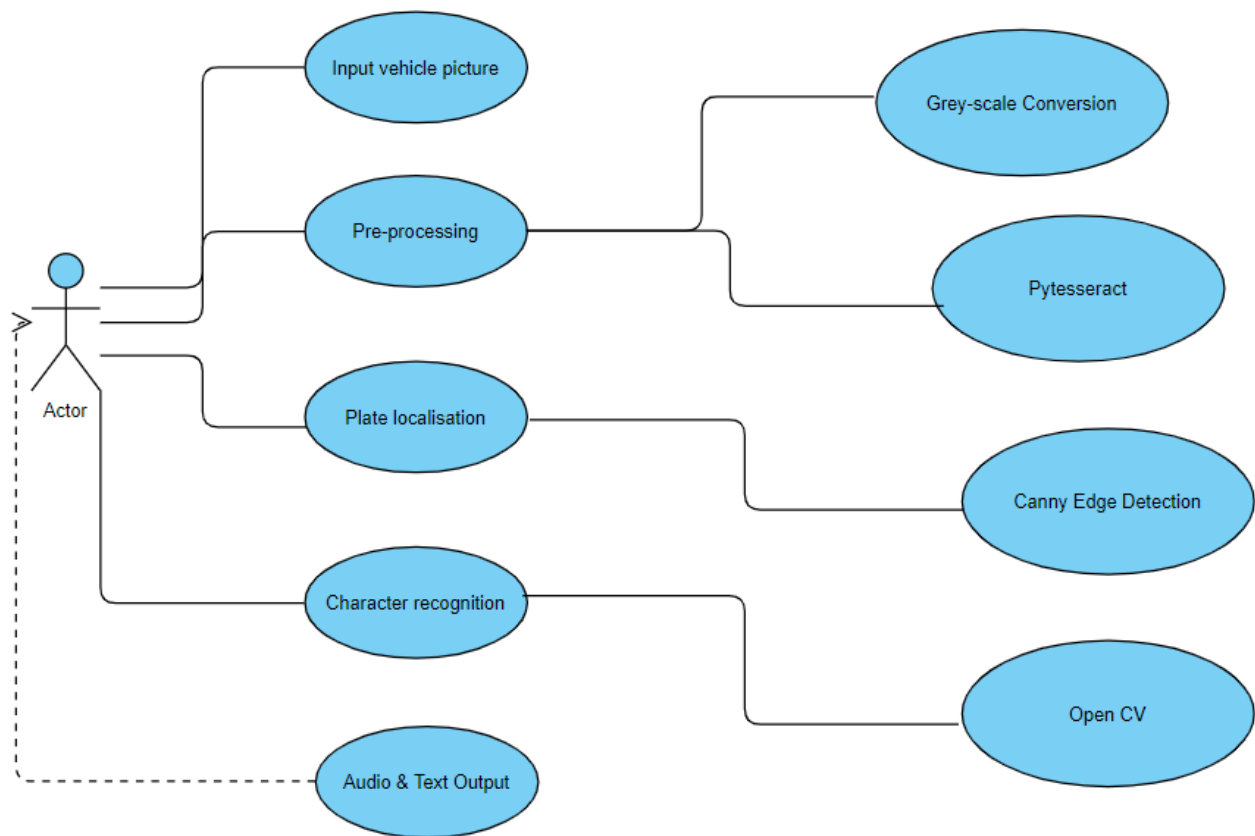 Input vehicle picture
Grey-scale Conversion
Pre-processing
Pytesseract
Actor
Plate localisation
Canny Edge Detection
Character recognition
Open CV
Audio & Text Output